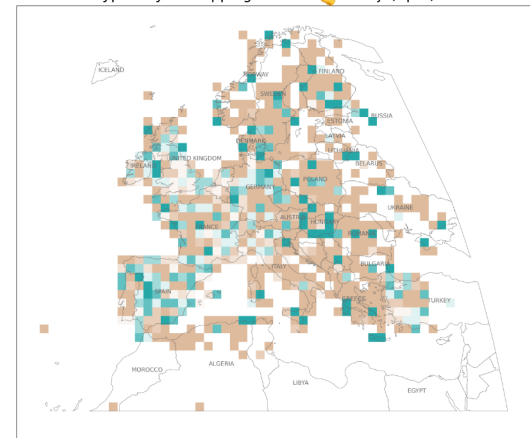 ICELAND
NORWAY
FINLAND
SWEDEN
RUSSIA
ESTONIA
DENMARK
LATVIA
LITHUANIA
UNITED KINGDOM
BELARUS
IRELAND
POLAND
GERMANY
UKRAINE
AUSTRIA
HUNGARY
FRANCE
ROMANIA
ITALY
BULGARIA
SPAIN
GREECE
TURKEY
ALGERIA
MOROCCO
LIBYA
EGYPT